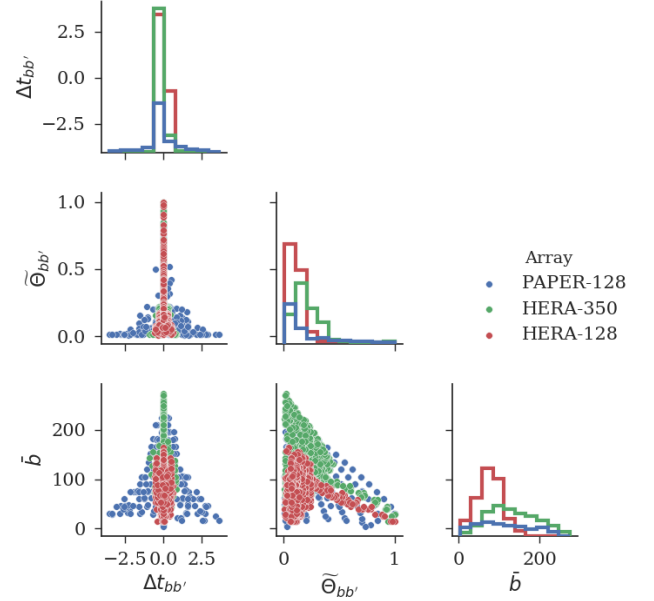 2.5
0.0
−2.5
Δt_{bb′}
1.0
0.5
0.0
Θ̃_{bb′}
Array
PAPER-128
HERA-350
HERA-128
200
100
0
b̄
−2.5 0.0 2.5
0 1
0 200
Δt_{bb′}
Θ̃_{bb′}
b̄